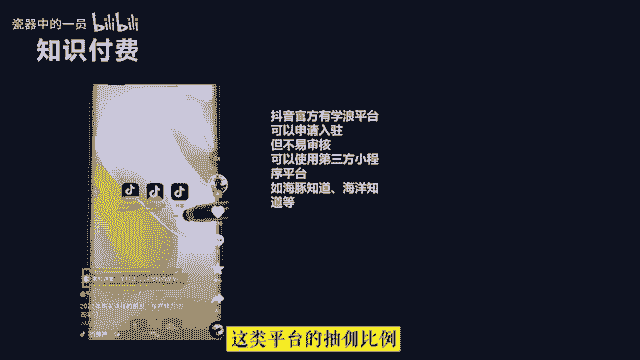 瓷器中的一员 bilibili
知识付费
抖音官方有学浪平台
可以申请入驻
但不易审核
可以使用第三方小程
序平台
如海豚知道、海洋知
道等
这类平台的抽佣比例